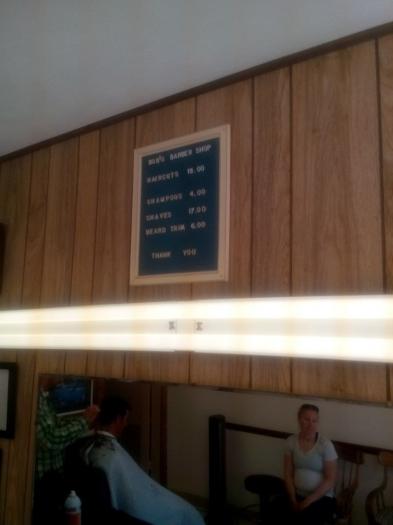 BOB'S BARBER SHOP
HAIRCUTS 18.00
SHAMPOOS 4.00
SHAVES 17.00
BEARD TRIM 6.00
THANK YOU